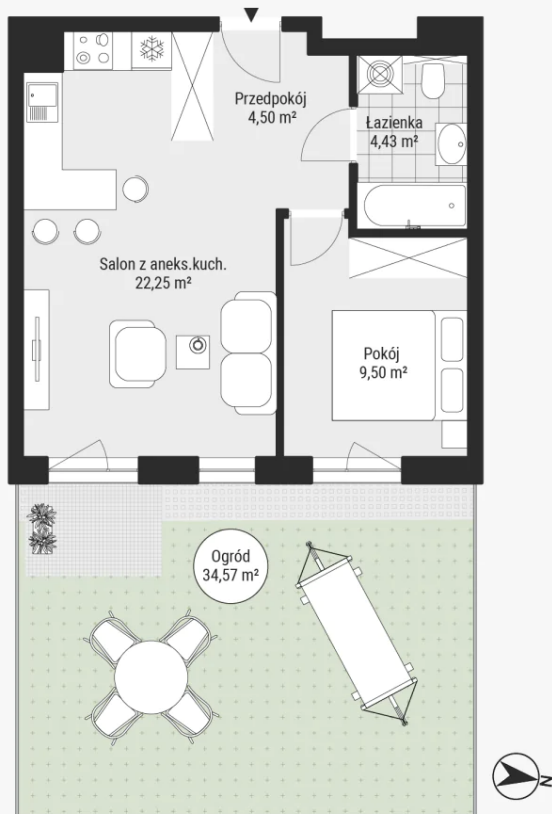 Przedpokój
4,50 m²
Łazienka
4,43 m²
Salon z aneks.kuch.
22,25 m²
Pokój
9,50 m²
Ogród
34,57 m²
N